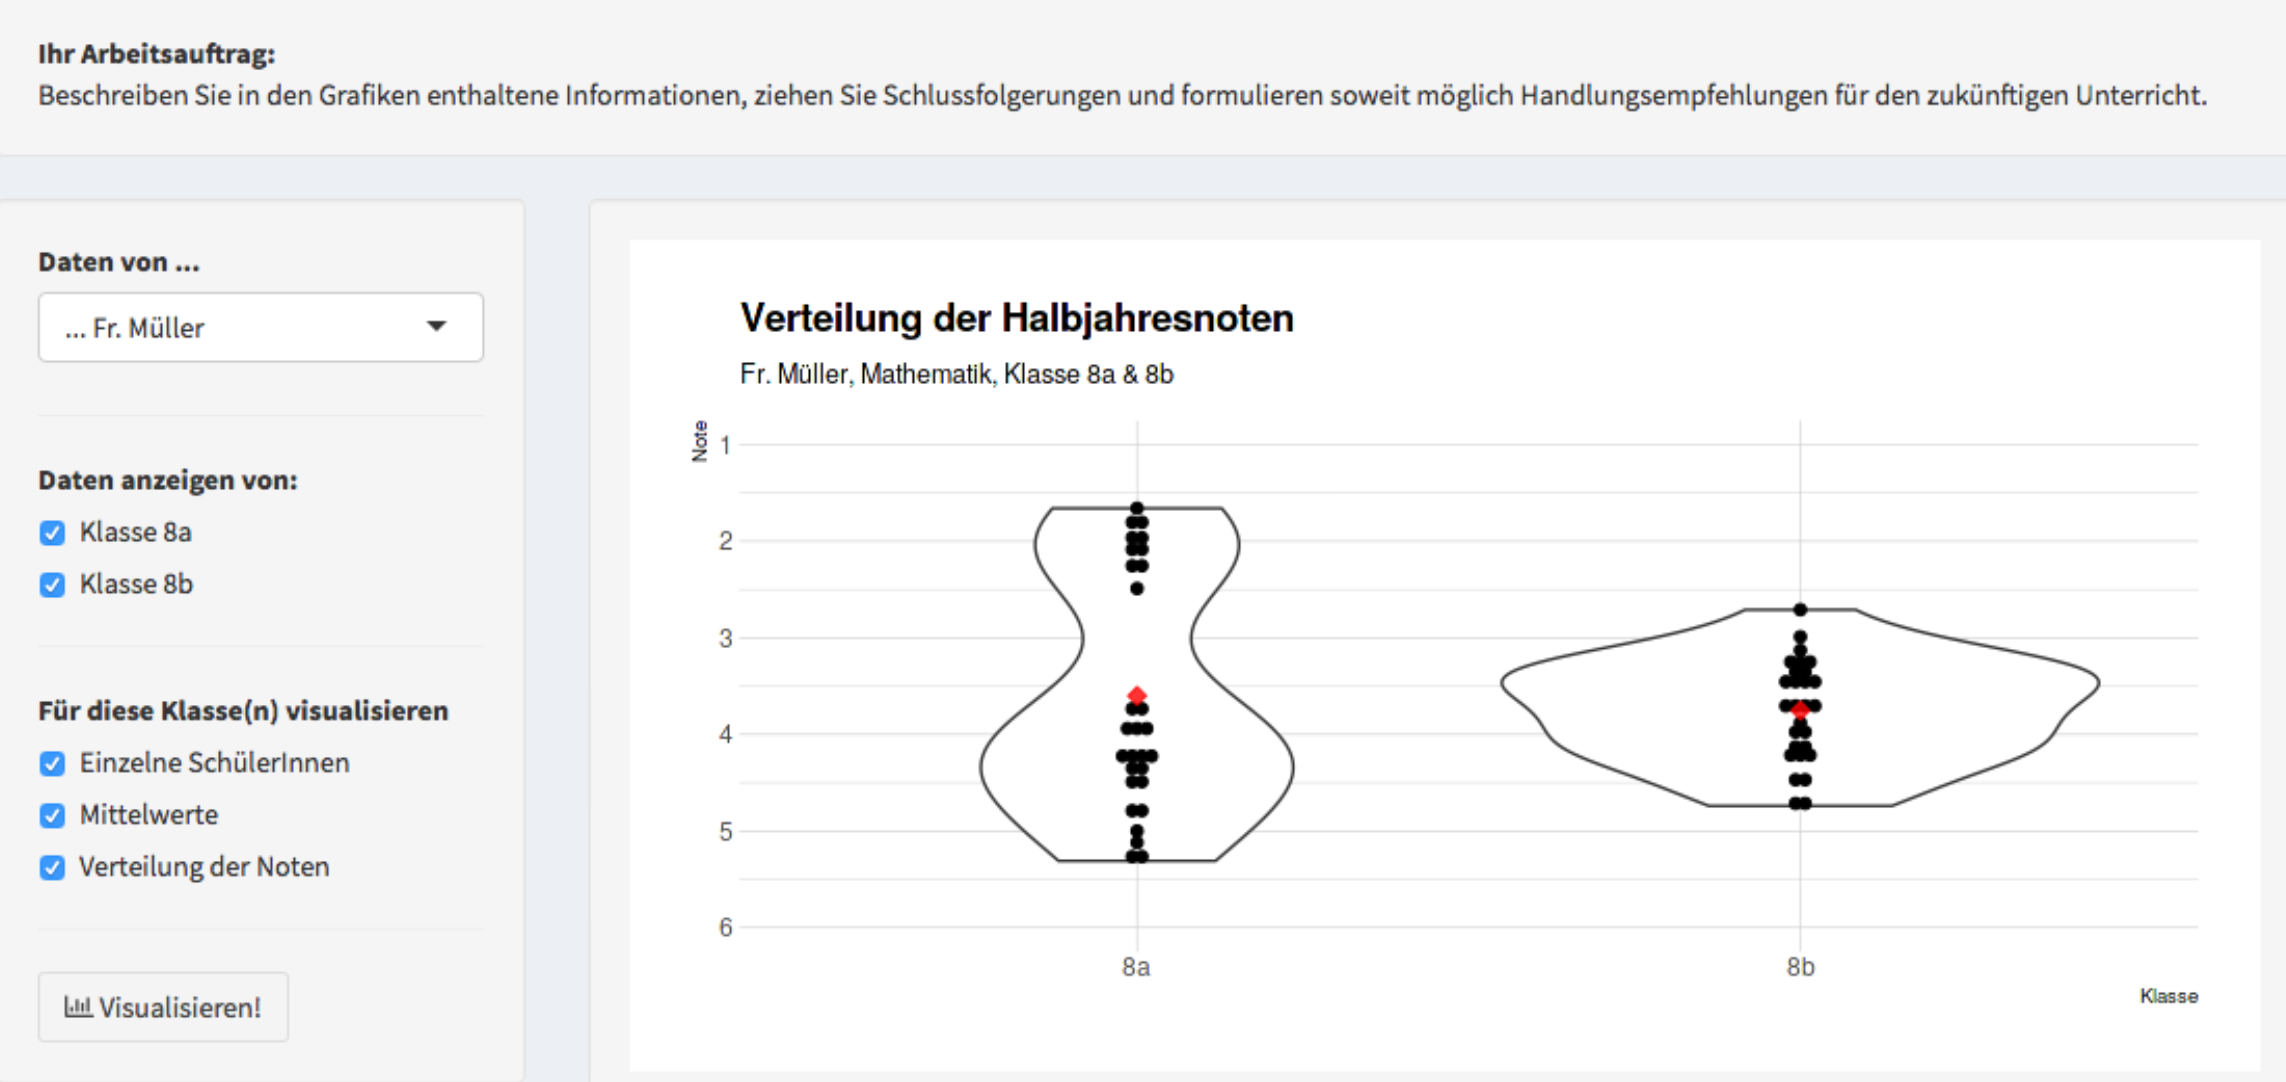 Ihr Arbeitsauftrag:
Beschreiben Sie in den Grafiken enthaltene Informationen, ziehen Sie Schlussfolgerungen und formulieren soweit möglich Handlungsempfehlungen für den zukünftigen Unterricht.
Daten von ...
... Fr. Müller
Daten anzeigen von:
Klasse 8a
Klasse 8b
Für diese Klasse(n) visualisieren
Einzelne SchülerInnen
Mittelwerte
Verteilung der Noten
Visualisieren!
Verteilung der Halbjahresnoten
Fr. Müller, Mathematik, Klasse 8a & 8b
Note
1
2
3
4
5
6
8a
8b
Klasse